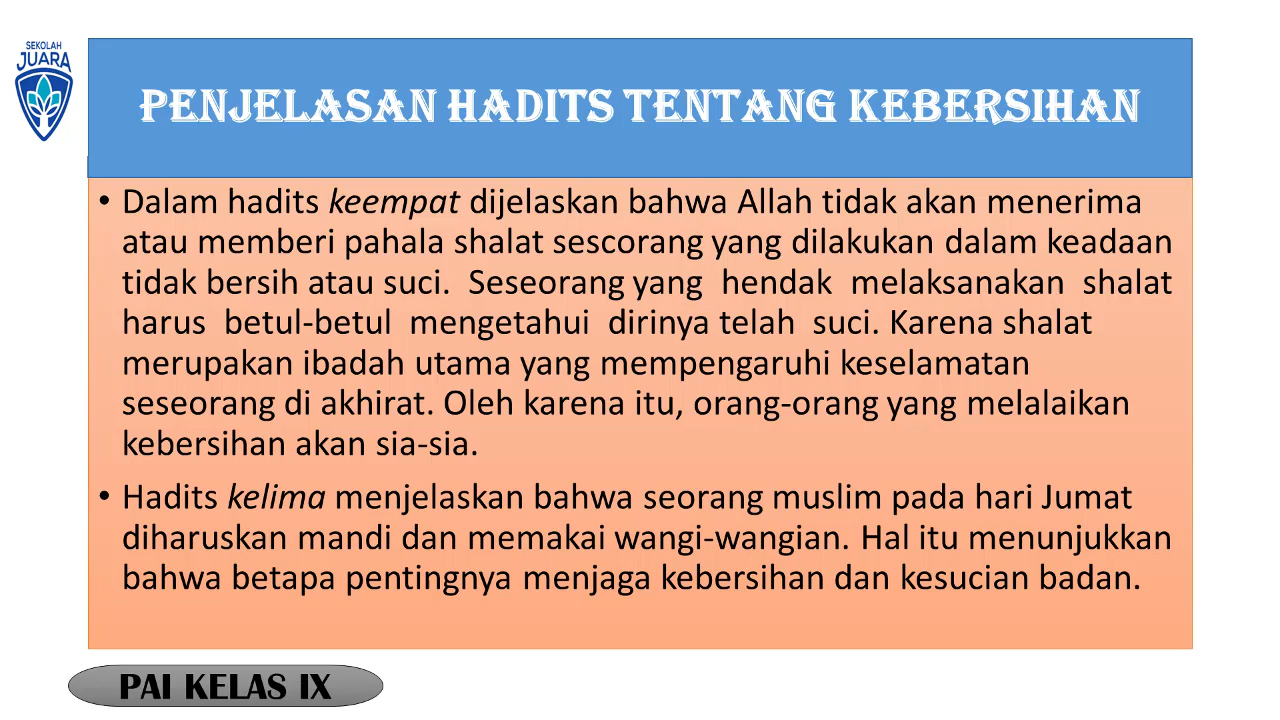 SEKOLAH
JUARA
PENJELASAN HADITS TENTANG KEBERSIHAN
• Dalam hadits keempat dijelaskan bahwa Allah tidak akan menerima
atau memberi pahala shalat sescorang yang dilakukan dalam keadaan
tidak bersih atau suci. Seseorang yang hendak melaksanakan shalat
harus betul-betul mengetahui dirinya telah suci. Karena shalat
merupakan ibadah utama yang mempengaruhi keselamatan
seseorang di akhirat. Oleh karena itu, orang-orang yang melalaikan
kebersihan akan sia-sia.
• Hadits kelima menjelaskan bahwa seorang muslim pada hari Jumat
diharuskan mandi dan memakai wangi-wangian. Hal itu menunjukkan
bahwa betapa pentingnya menjaga kebersihan dan kesucian badan.
PAI KELAS IX